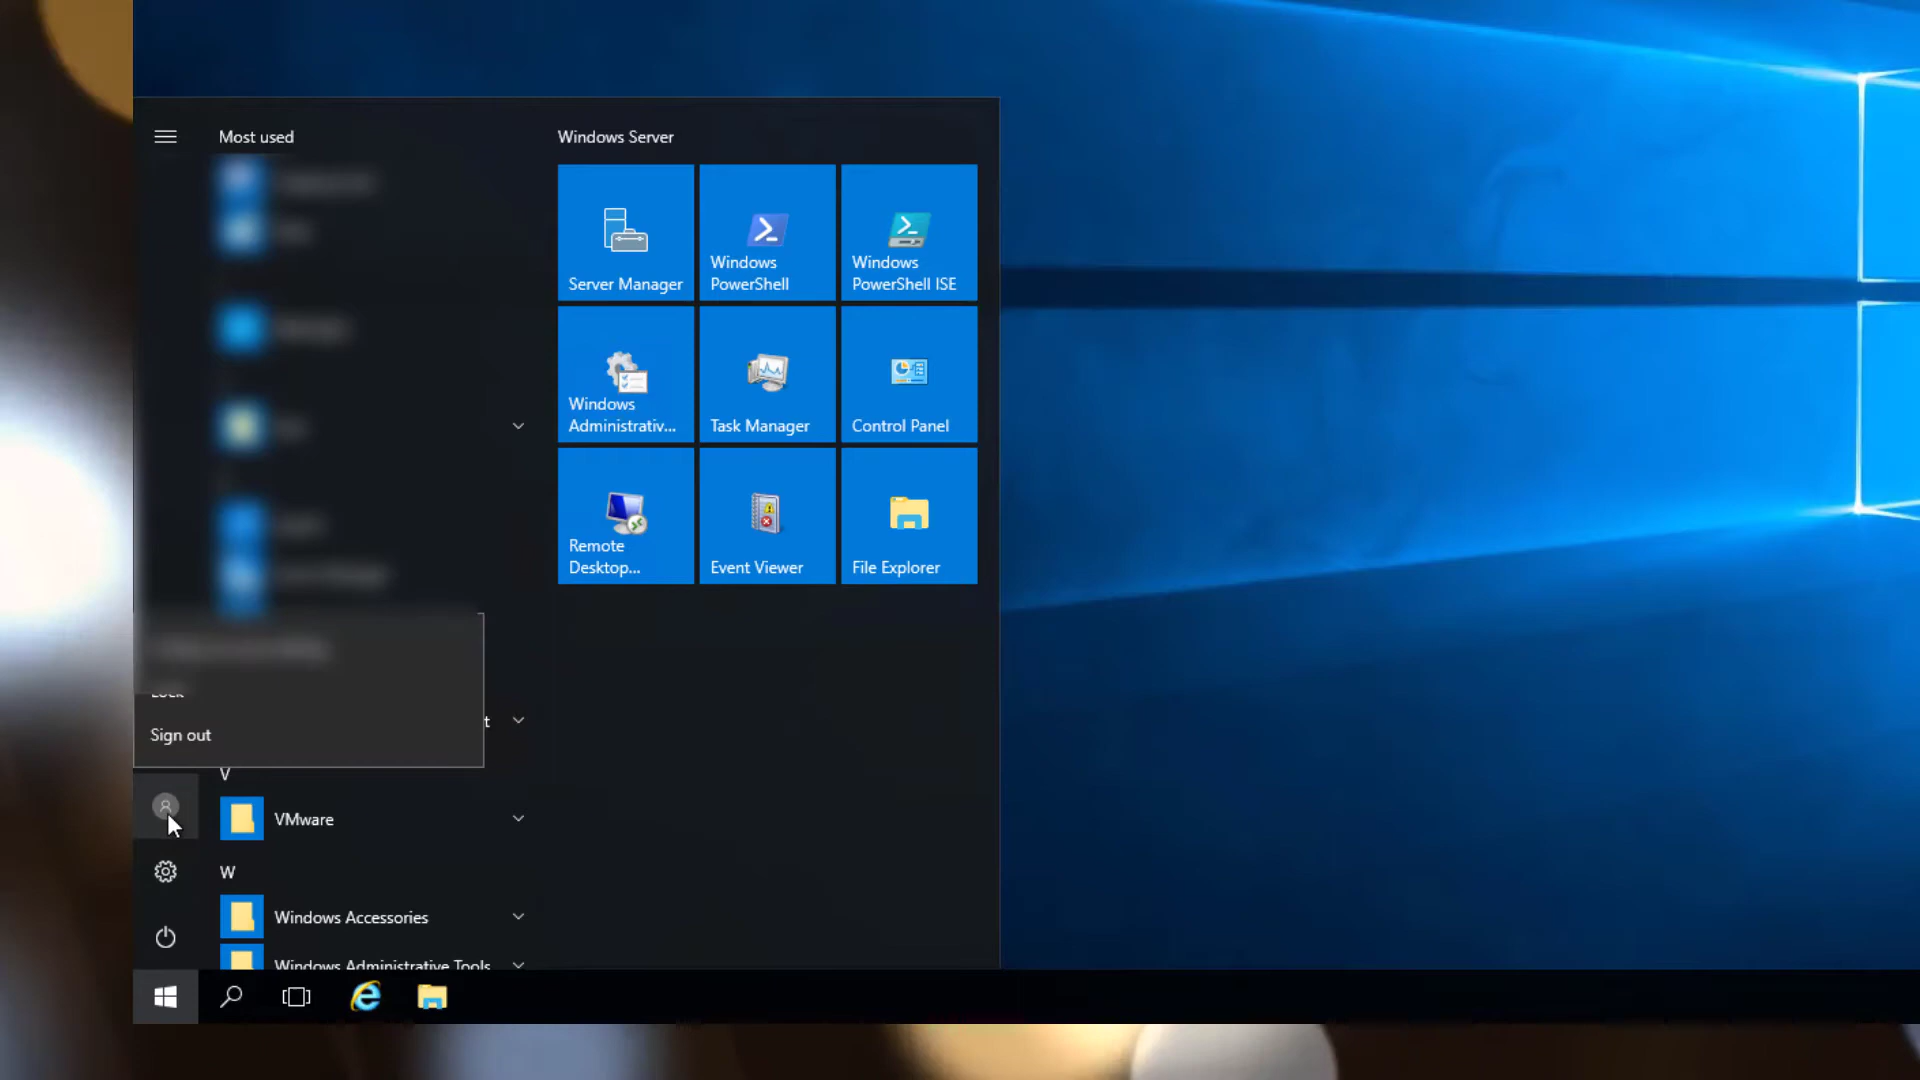 Most used
Windows Server
Server Manager
Windows
PowerShell
Windows
PowerShell ISE
Windows
Administrativ...
Task Manager
Control Panel
Remote
Desktop...
Event Viewer
File Explorer
Lock
Sign out
t
V
VMware
W
Windows Accessories
Windows Administrative Tools